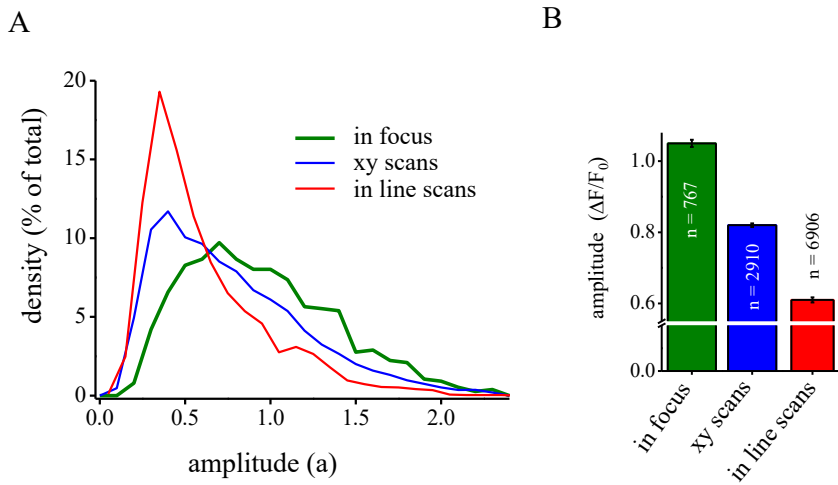 A
B
20
15
10
5
0
density (% of total)
in focus
xy scans
in line scans
0.0
0.5
1.0
1.5
2.0
amplitude (a)
1.0
0.8
0.6
0.0
amplitude (ΔF/F₀)
n = 767
n = 2910
n = 6906
in focus
xy scans
in line scans